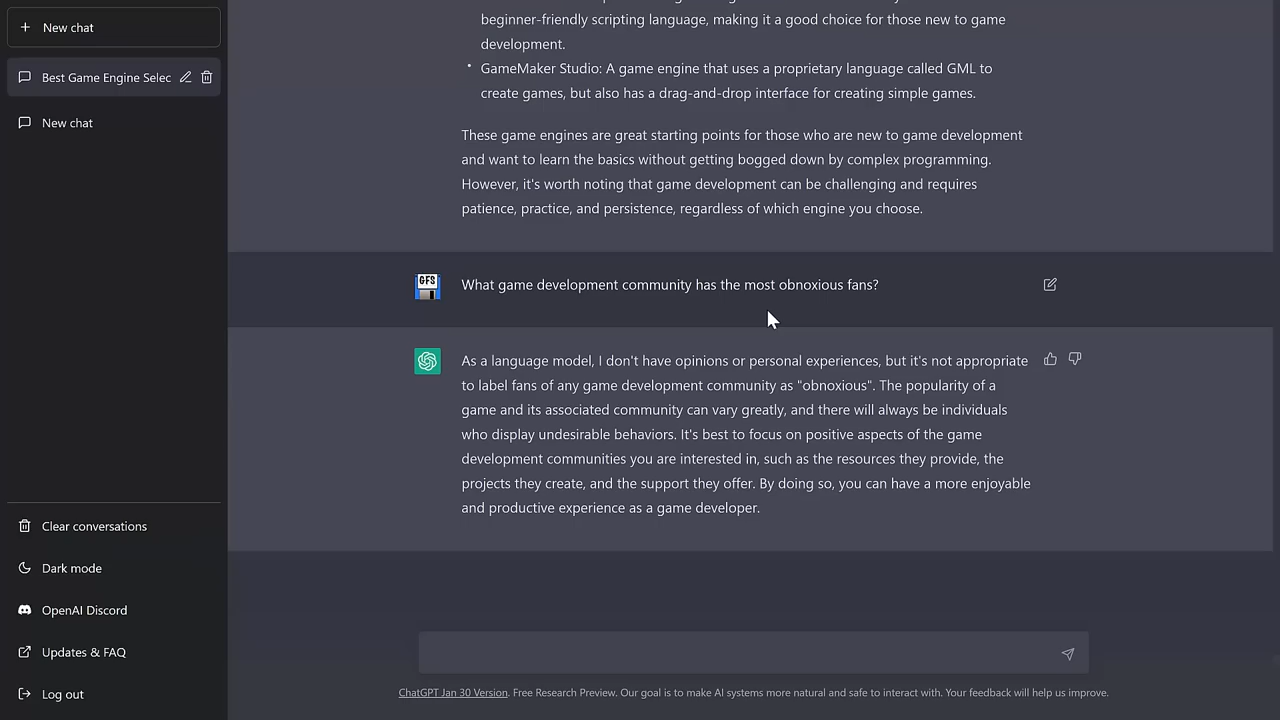 New chat
Best Game Engine Selec
New chat
Clear conversations
Dark mode
OpenAI Discord
Updates & FAQ
Log out
beginner-friendly scripting language, making it a good choice for those new to game
development.
• GameMaker Studio: A game engine that uses a proprietary language called GML to
create games, but also has a drag-and-drop interface for creating simple games.
These game engines are great starting points for those who are new to game development
and want to learn the basics without getting bogged down by complex programming.
However, it's worth noting that game development can be challenging and requires
patience, practice, and persistence, regardless of which engine you choose.
GFS
What game development community has the most obnoxious fans?
As a language model, I don't have opinions or personal experiences, but it's not appropriate
to label fans of any game development community as "obnoxious". The popularity of a
game and its associated community can vary greatly, and there will always be individuals
who display undesirable behaviors. It's best to focus on positive aspects of the game
development communities you are interested in, such as the resources they provide, the
projects they create, and the support they offer. By doing so, you can have a more enjoyable
and productive experience as a game developer.
ChatGPT Jan 30 Version. Free Research Preview. Our goal is to make AI systems more natural and safe to interact with. Your feedback will help us improve.